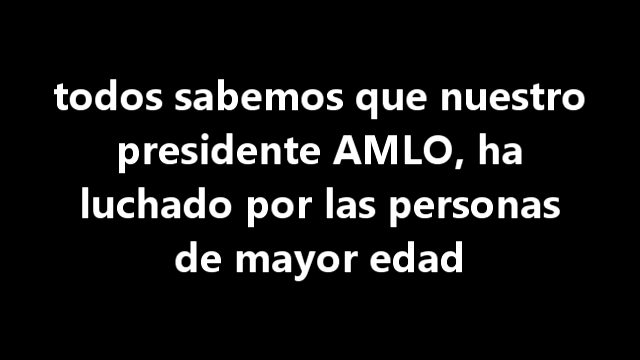 todos sabemos que nuestro
presidente AMLO, ha
luchado por las personas
de mayor edad